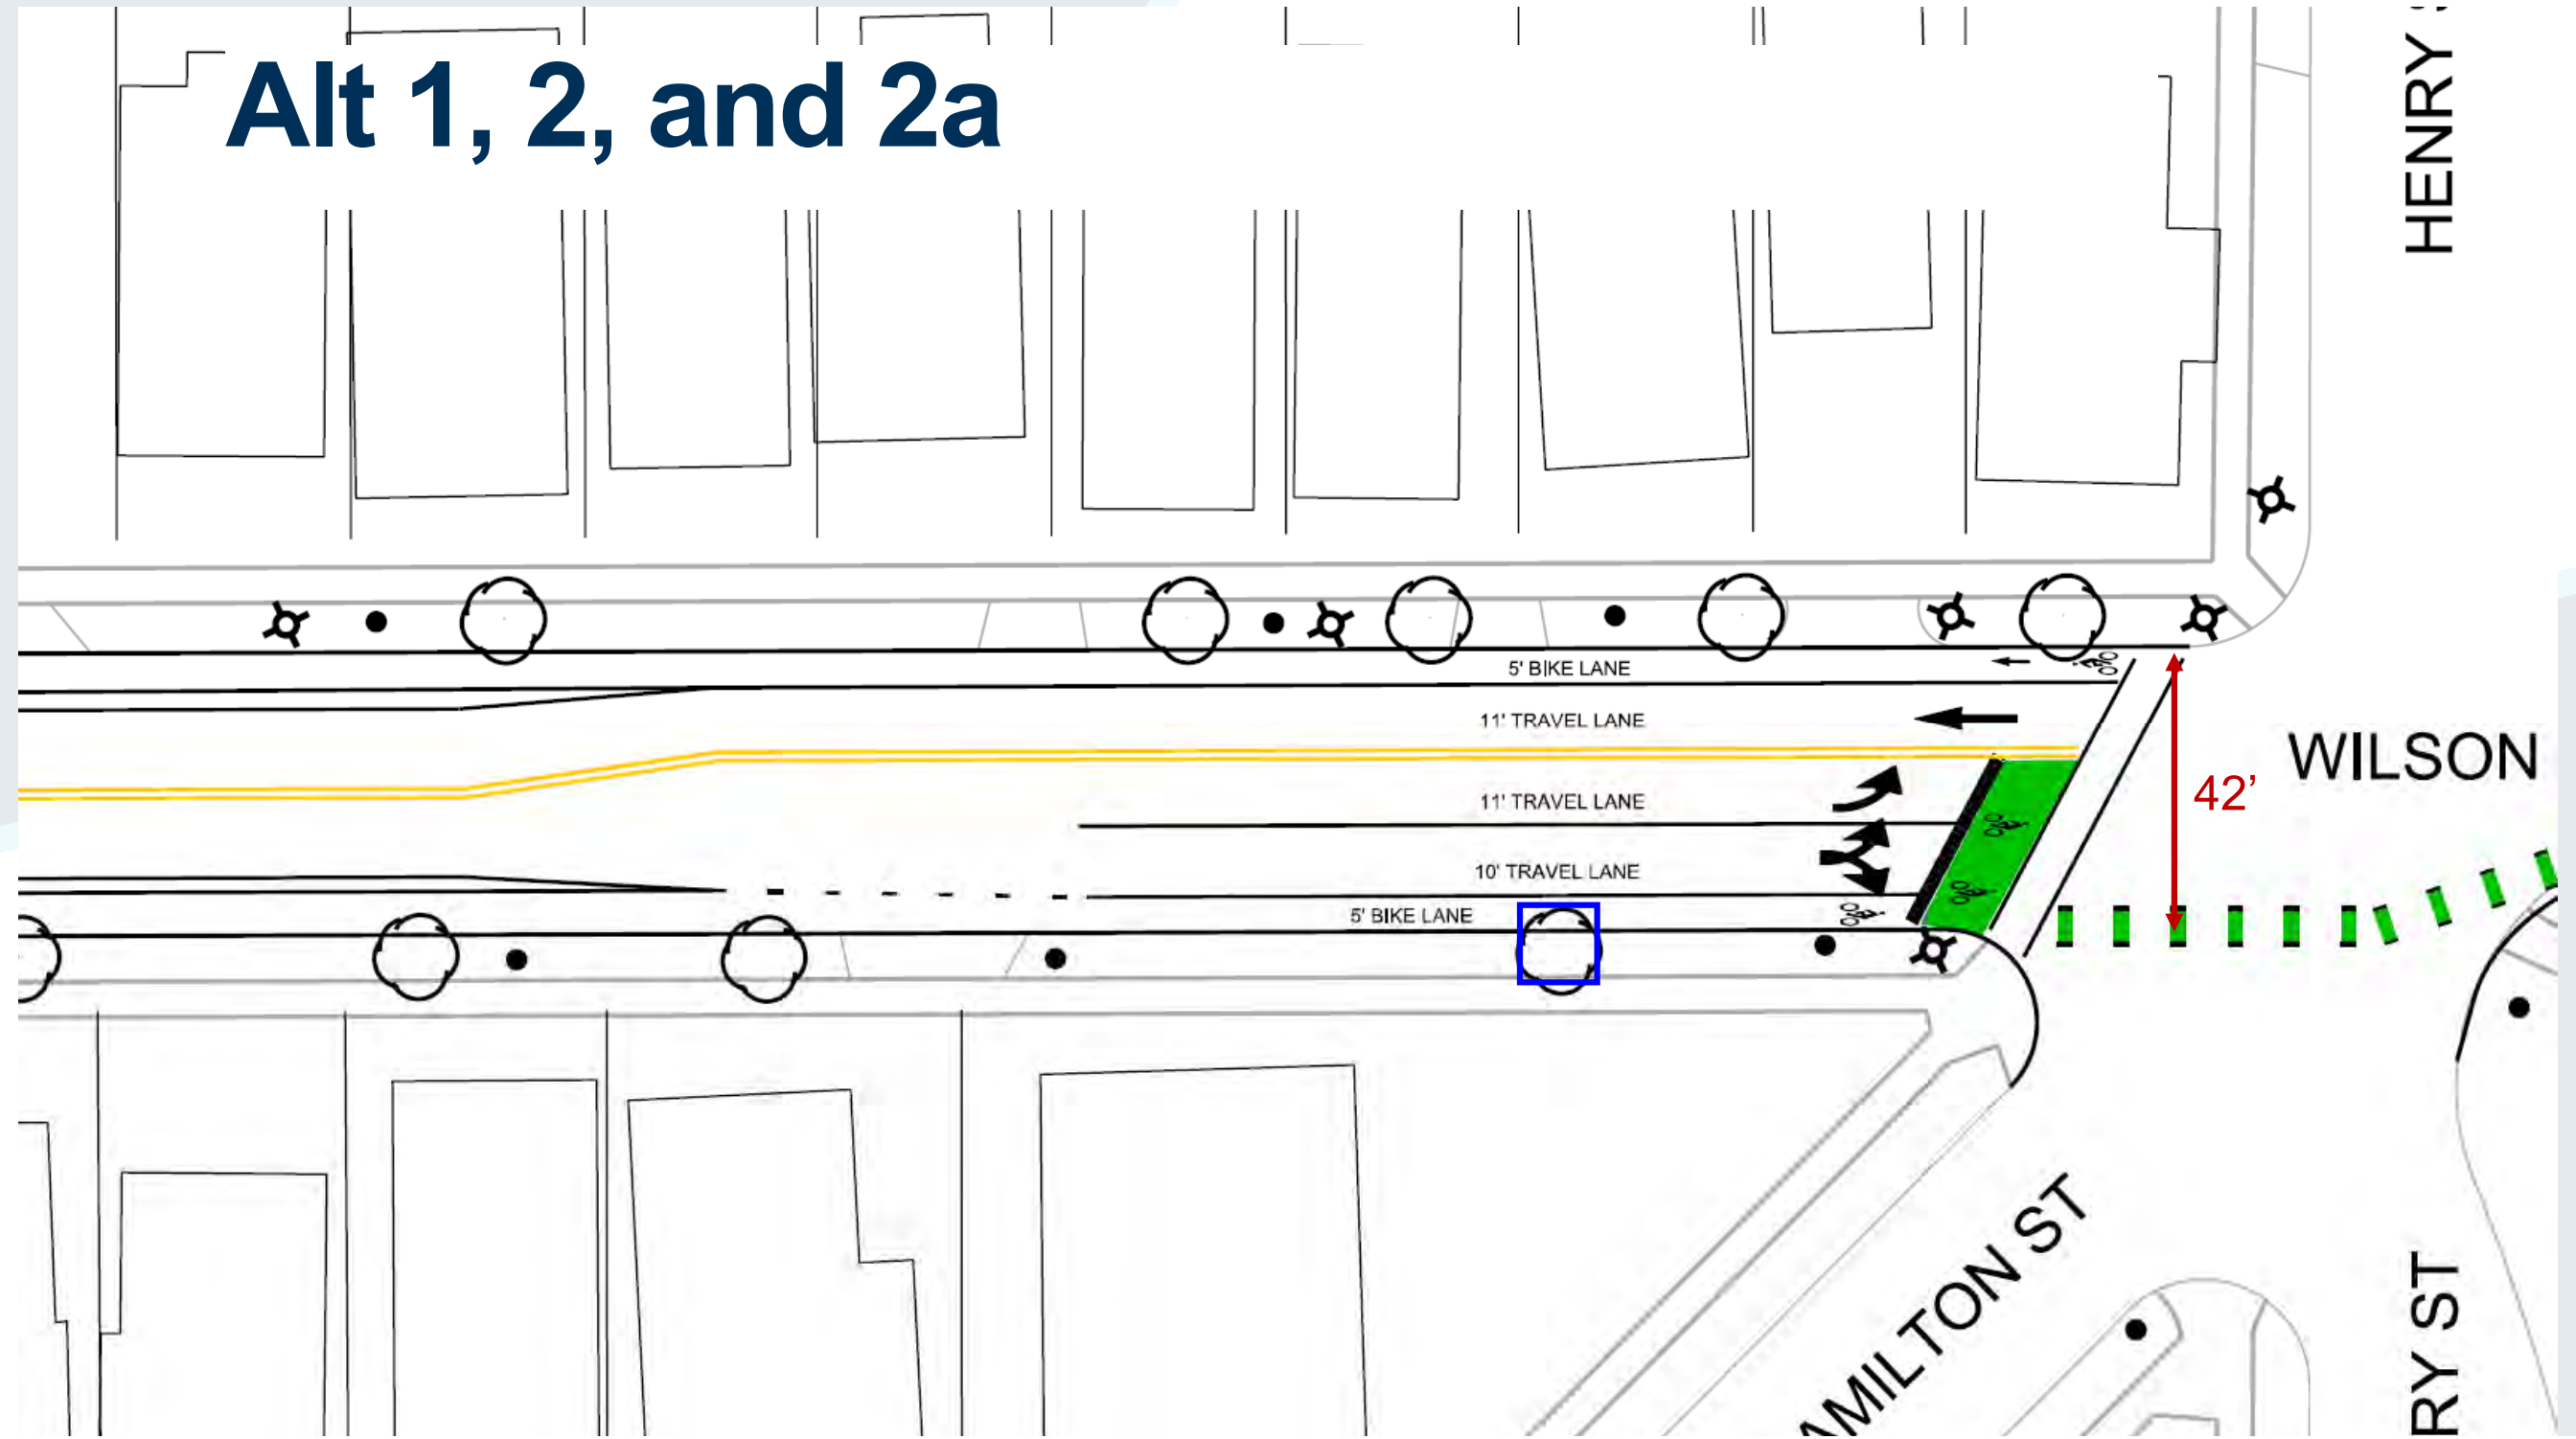 Alt 1, 2, and 2a
HENRY
5' BIKE LANE
11' TRAVEL LANE
WILSON
42'
11' TRAVEL LANE
10' TRAVEL LANE
5' BIKE LANE
AMILTON ST
RY ST